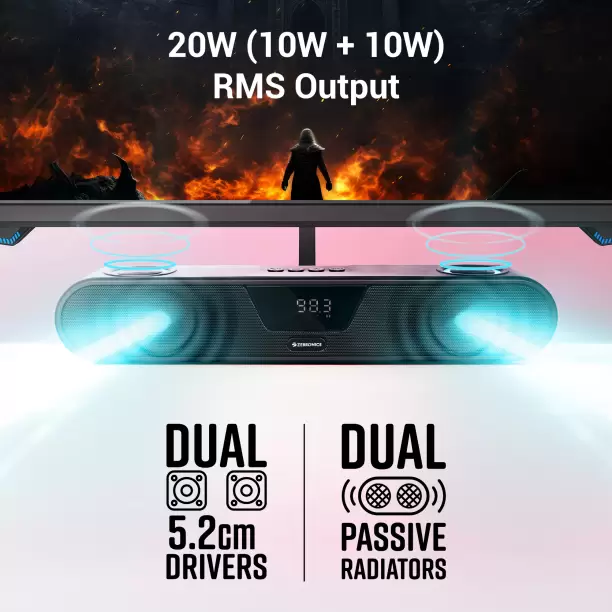 20W (10W + 10W)
RMS Output
98.3
ZEBRONICS
DUAL
5.2cm
DRIVERS
DUAL
PASSIVE
RADIATORS